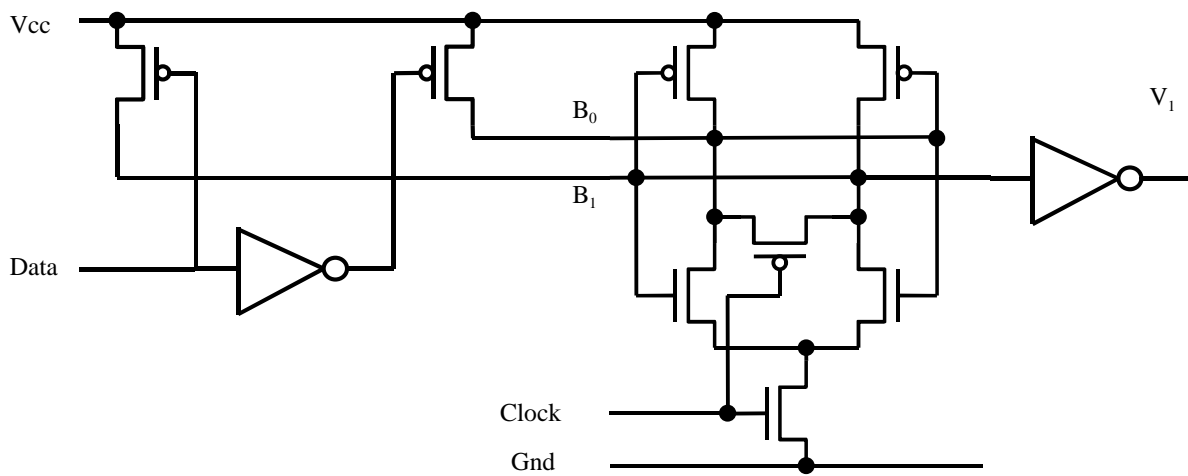 Vcc
V1
B0
B1
Data
Clock
Gnd